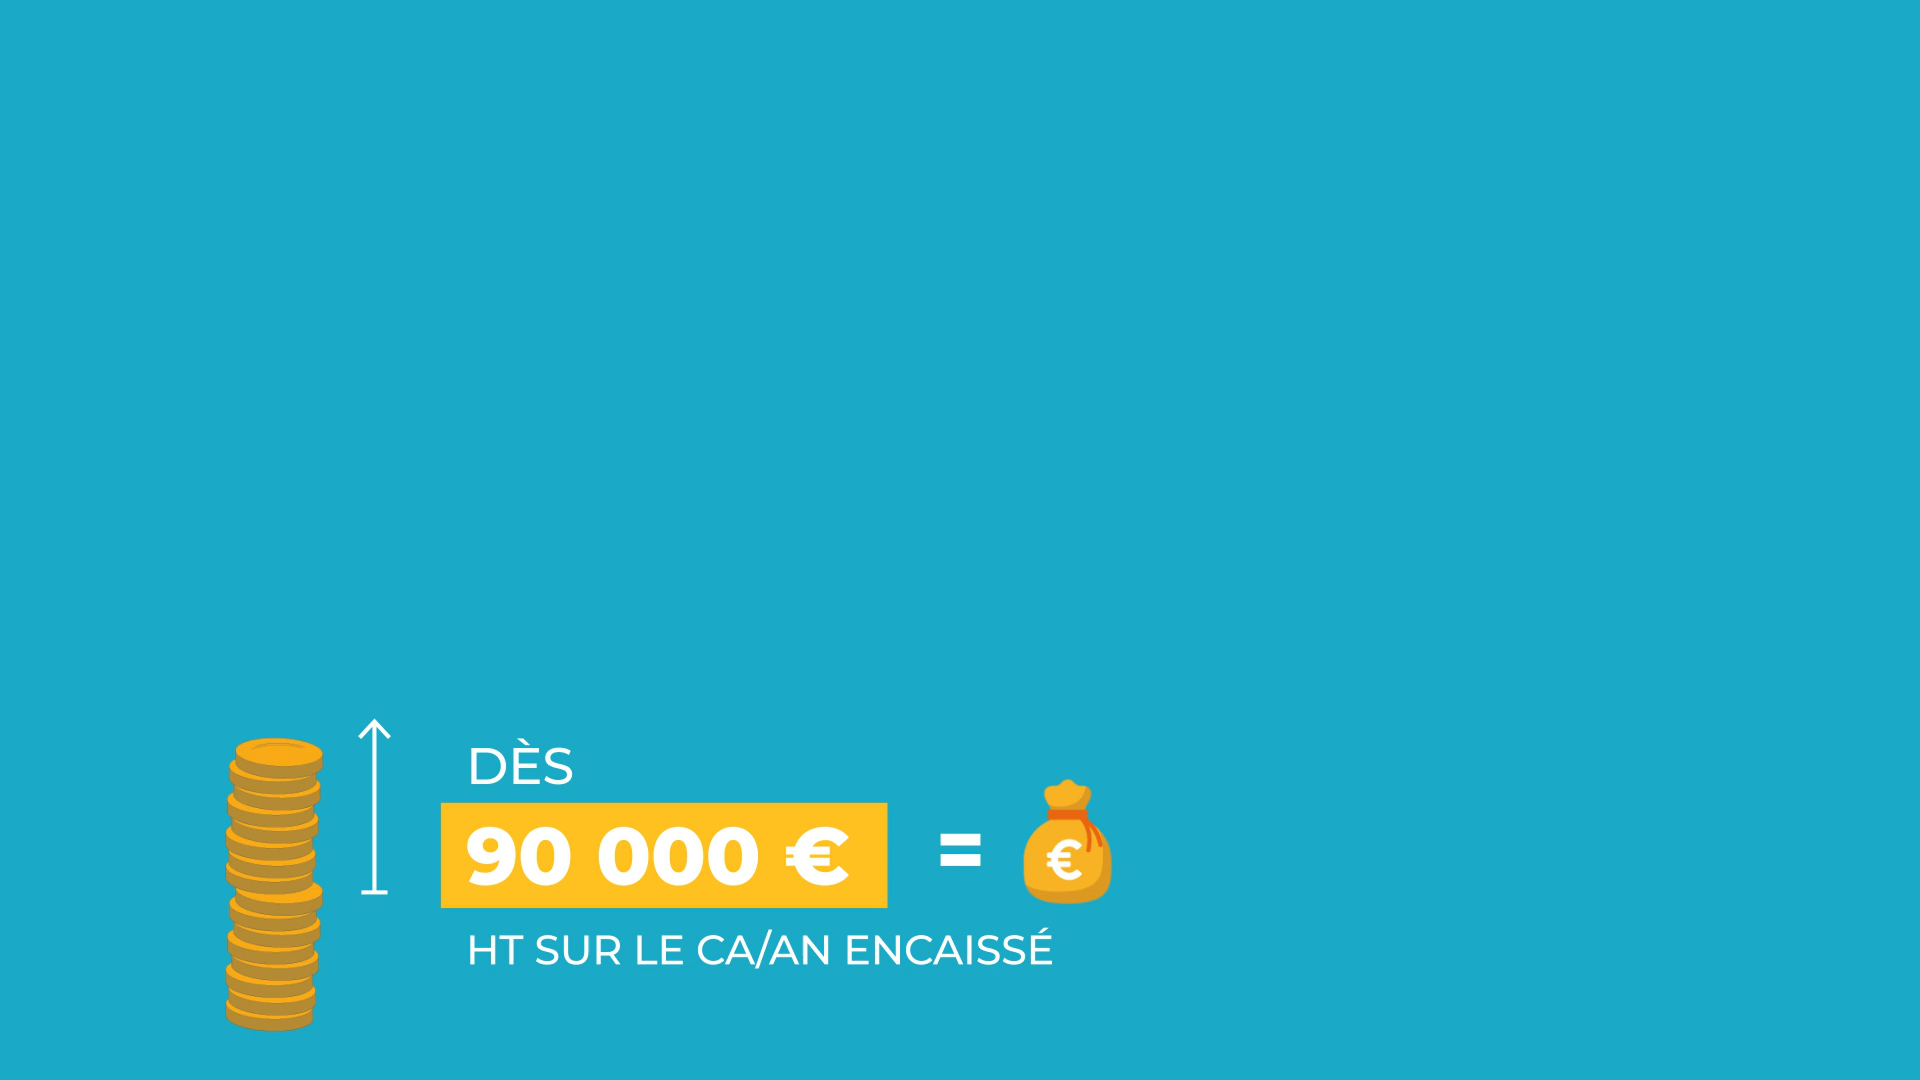 DÈS
90 000 €
=
€
HT SUR LE CA/AN ENCAISSÉ